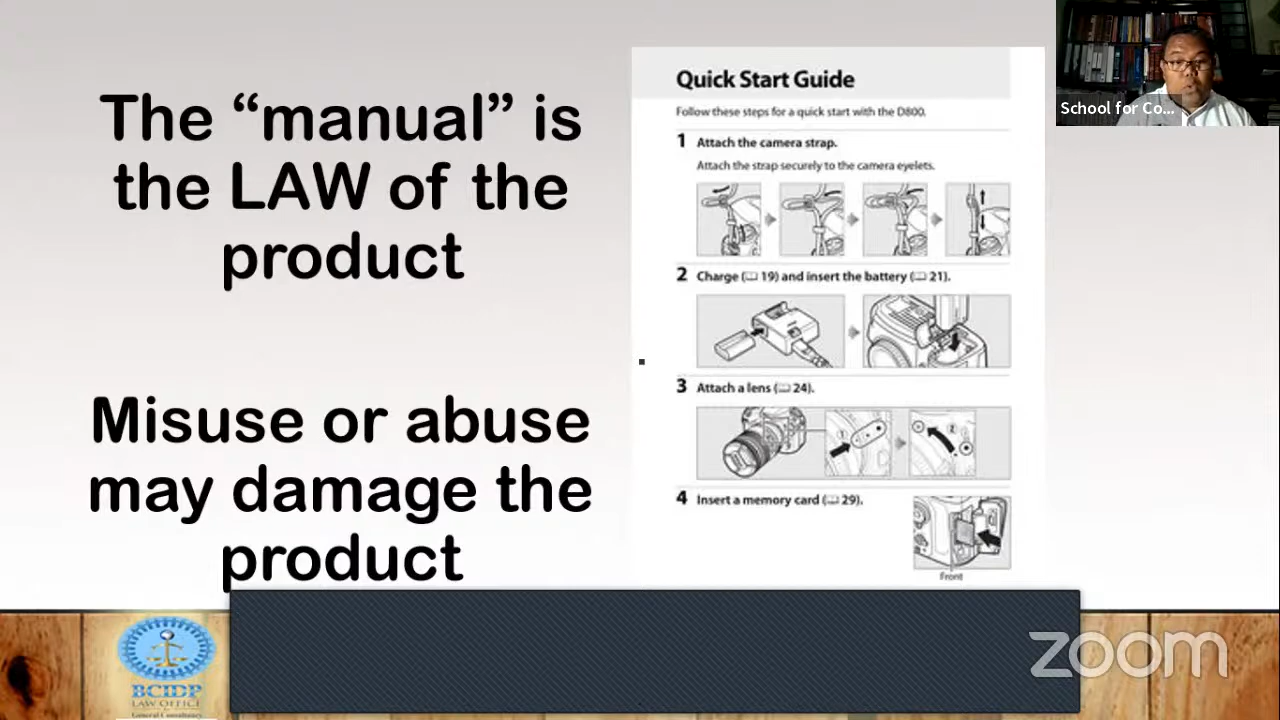 The “manual” is
the LAW of the
product
Misuse or abuse
may damage the
product
Quick Start Guide
Follow these steps for a quick start with the D800.
1 Attach the camera strap.
Attach the strap securely to the camera eyelets.
2 Charge (📖 19) and insert the battery (📖 21).
3 Attach a lens (📖 24).
4 Insert a memory card (📖 29).
Front
School for Co...
BCIDP
LAW OFFICE
General Consultancy
zoom